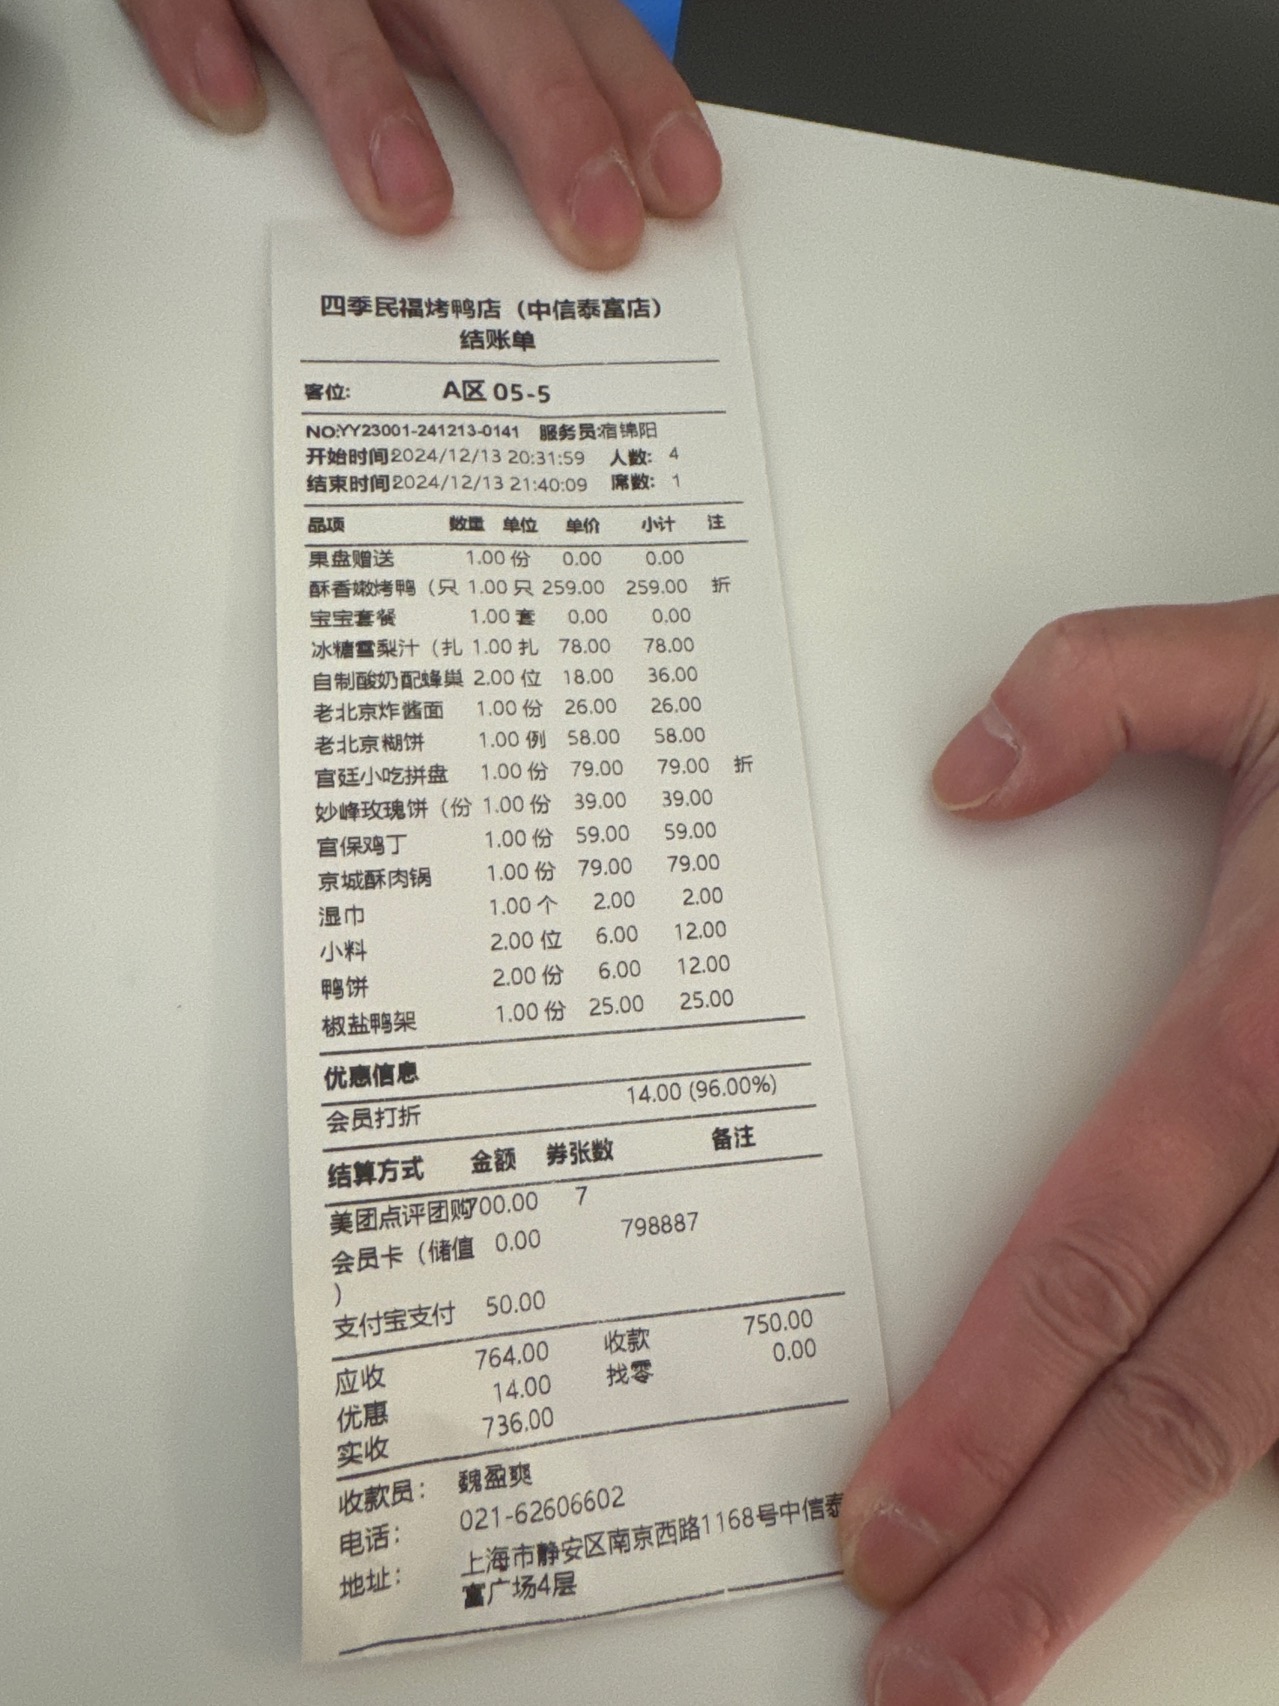 四季民福烤鸭店（中信泰富店）
结账单
客位: A区 05-5
NO:YY23001-241213-0141 服务员:宿锦阳
开始时间2024/12/13 20:31:59 人数: 4
结束时间2024/12/13 21:40:09 席数: 1
品项 数量 单位 单价 小计 注
果盘赠送 1.00 份 0.00 0.00
酥香嫩烤鸭（只 1.00 只 259.00 259.00 折
宝宝套餐 1.00 套 0.00 0.00
冰糖雪梨汁（扎 1.00 扎 78.00 78.00
自制酸奶配蜂巢 2.00 位 18.00 36.00
老北京炸酱面 1.00 份 26.00 26.00
老北京糊饼 1.00 例 58.00 58.00
宫廷小吃拼盘 1.00 份 79.00 79.00 折
妙峰玫瑰饼（份 1.00 份 39.00 39.00
宫保鸡丁 1.00 份 59.00 59.00
京城酥肉锅 1.00 份 79.00 79.00
湿巾 1.00 个 2.00 2.00
小料 2.00 位 6.00 12.00
鸭饼 2.00 份 6.00 12.00
椒盐鸭架 1.00 份 25.00 25.00
优惠信息
会员打折 14.00 (96.00%)
结算方式 金额 券张数 备注
美团点评团购700.00 7
会员卡（储值 0.00 798887
）
支付宝支付 50.00
应收 764.00 收款 750.00
优惠 14.00 找零 0.00
实收 736.00
收款员: 魏盈爽
电话: 021-62606602
地址: 上海市静安区南京西路1168号中信泰
富广场4层